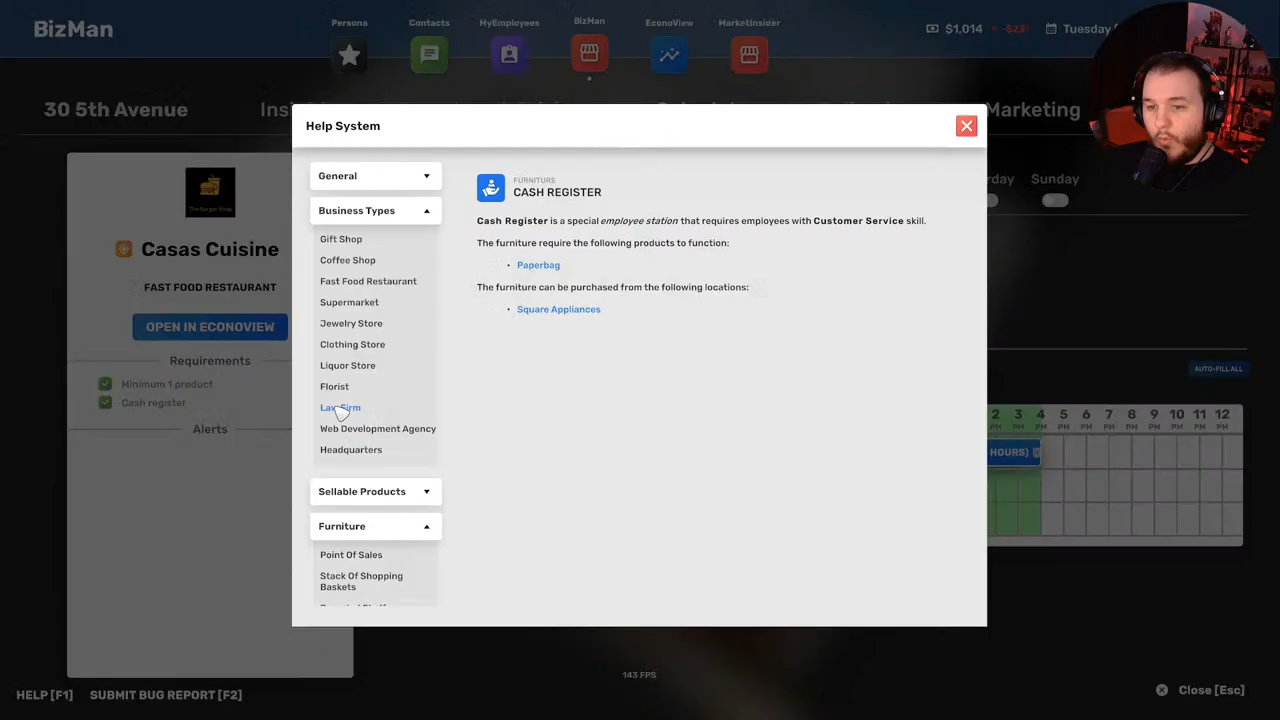 BizMan
Persona
Contacts
MyEmployees
BizMan
EconoView
MarketInsider
$1,014
Tuesday
30 5th Avenue
Marketing
Sunday
Casas Cuisine
FAST FOOD RESTAURANT
OPEN IN ECONOVIEW
Requirements
Minimum 1 product
Cash register
Alerts
Help System
General
Business Types
Gift Shop
Coffee Shop
Fast Food Restaurant
Supermarket
Jewelry Store
Clothing Store
Liquor Store
Florist
Law Firm
Web Development Agency
Headquarters
Sellable Products
Furniture
Point Of Sales
Stack Of Shopping
Baskets
FURNITURE
CASH REGISTER
Cash Register is a special employee station that requires employees with Customer Service skill.
The furniture require the following products to function:
• Paperbag
The furniture can be purchased from the following locations:
• Square Appliances
AUTO-FILL ALL
2 3 4 5 6 7 8 9 10 11 12
PM PM PM PM PM PM PM PM PM PM PM
HOURS)
143 FPS
HELP [F1] SUBMIT BUG REPORT [F2]
Close [Esc]